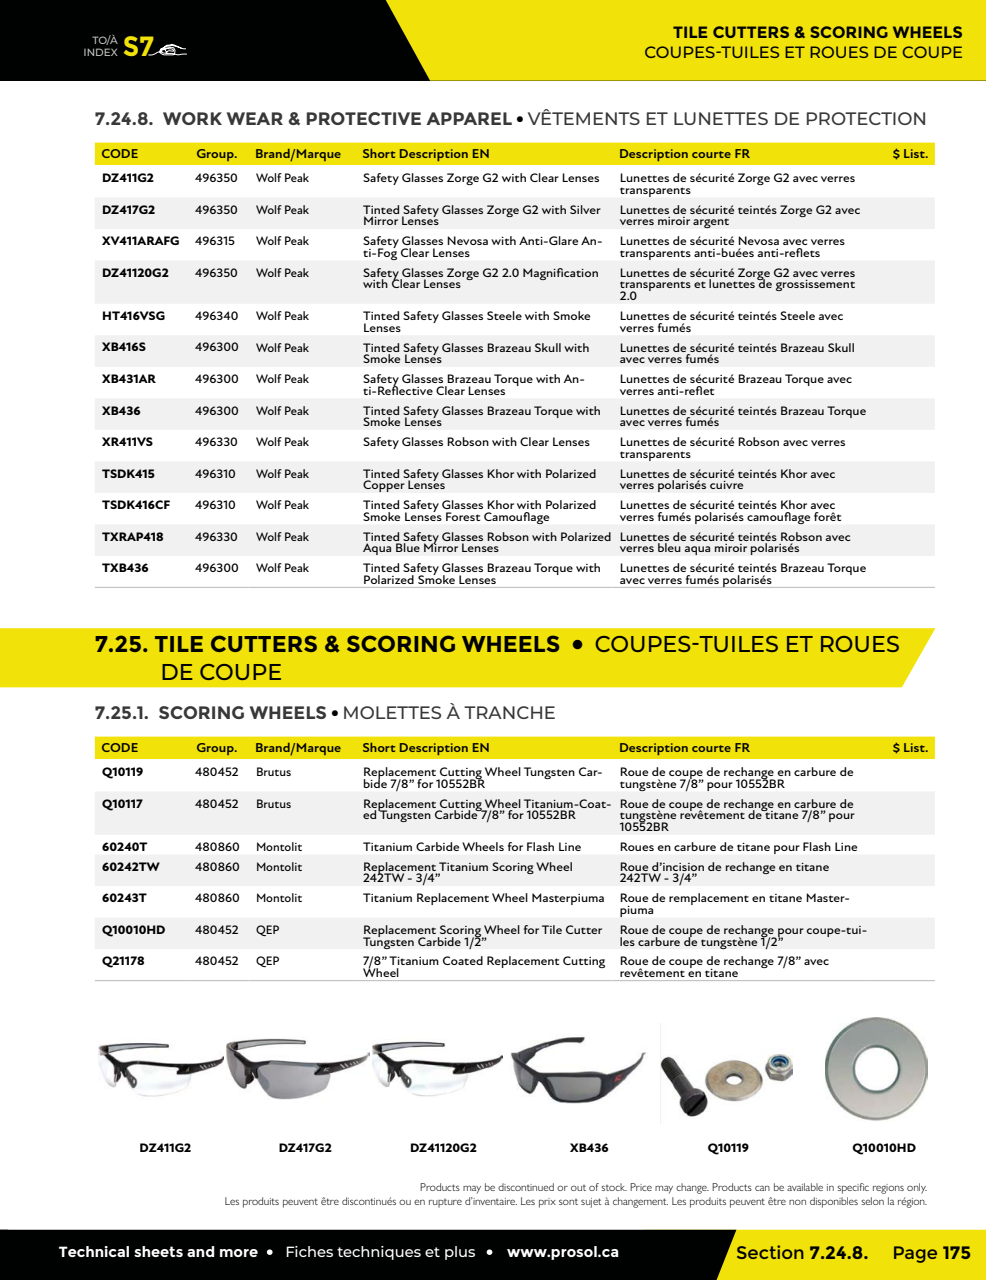 TO/À
INDEX S7
TILE CUTTERS & SCORING WHEELS
COUPES-TUILES ET ROUES DE COUPE
7.24.8. WORK WEAR & PROTECTIVE APPAREL • VÊTEMENTS ET LUNETTES DE PROTECTION
CODE Group. Brand/Marque Short Description EN Description courte FR $ List.
DZ411G2 496350 Wolf Peak Safety Glasses Zorge G2 with Clear Lenses Lunettes de sécurité Zorge G2 avec verres
transparents
DZ417G2 496350 Wolf Peak Tinted Safety Glasses Zorge G2 with Silver Lunettes de sécurité teintés Zorge G2 avec
Mirror Lenses verres miroir argent
XV411ARAFG 496315 Wolf Peak Safety Glasses Nevosa with Anti-Glare An- Lunettes de sécurité Nevosa avec verres
ti-Fog Clear Lenses transparents anti-buées anti-reflets
DZ41120G2 496350 Wolf Peak Safety Glasses Zorge G2 2.0 Magnification Lunettes de sécurité Zorge G2 avec verres
with Clear Lenses transparents et lunettes de grossissement
2.0
HT416VSG 496340 Wolf Peak Tinted Safety Glasses Steele with Smoke Lunettes de sécurité teintés Steele avec
Lenses verres fumés
XB416S 496300 Wolf Peak Tinted Safety Glasses Brazeau Skull with Lunettes de sécurité teintés Brazeau Skull
Smoke Lenses avec verres fumés
XB431AR 496300 Wolf Peak Safety Glasses Brazeau Torque with An- Lunettes de sécurité Brazeau Torque avec
ti-Reflective Clear Lenses verres anti-reflet
XB436 496300 Wolf Peak Tinted Safety Glasses Brazeau Torque with Lunettes de sécurité teintés Brazeau Torque
Smoke Lenses avec verres fumés
XR411VS 496330 Wolf Peak Safety Glasses Robson with Clear Lenses Lunettes de sécurité Robson avec verres
transparents
TSDK415 496310 Wolf Peak Tinted Safety Glasses Khor with Polarized Lunettes de sécurité teintés Khor avec
Copper Lenses verres polarisés cuivre
TSDK416CF 496310 Wolf Peak Tinted Safety Glasses Khor with Polarized Lunettes de sécurité teintés Khor avec
Smoke Lenses Forest Camouflage verres fumés polarisés camouflage forêt
TXRAP418 496330 Wolf Peak Tinted Safety Glasses Robson with Polarized Lunettes de sécurité teintés Robson avec
Aqua Blue Mirror Lenses verres bleu aqua miroir polarisés
TXB436 496300 Wolf Peak Tinted Safety Glasses Brazeau Torque with Lunettes de sécurité teintés Brazeau Torque
Polarized Smoke Lenses avec verres fumés polarisés
7.25. TILE CUTTERS & SCORING WHEELS • COUPES-TUILES ET ROUES
DE COUPE
7.25.1. SCORING WHEELS • MOLETTES À TRANCHE
CODE Group. Brand/Marque Short Description EN Description courte FR $ List.
Q10119 480452 Brutus Replacement Cutting Wheel Tungsten Car- Roue de coupe de rechange en carbure de
bide 7/8” for 10552BR tungstène 7/8” pour 10552BR
Q10117 480452 Brutus Replacement Cutting Wheel Titanium-Coat- Roue de coupe de rechange en carbure de
ed Tungsten Carbide 7/8” for 10552BR tungstène revêtement de titane 7/8” pour
10552BR
60240T 480860 Montolit Titanium Carbide Wheels for Flash Line Roues en carbure de titane pour Flash Line
60242TW 480860 Montolit Replacement Titanium Scoring Wheel Roue d’incision de rechange en titane
242TW - 3/4” 242TW - 3/4”
60243T 480860 Montolit Titanium Replacement Wheel Masterpiuma Roue de remplacement en titane Master-
piuma
Q10010HD 480452 QEP Replacement Scoring Wheel for Tile Cutter Roue de coupe de rechange pour coupe-tui-
Tungsten Carbide 1/2” les carbure de tungstène 1/2”
Q21178 480452 QEP 7/8” Titanium Coated Replacement Cutting Roue de coupe de rechange 7/8” avec
Wheel revêtement en titane
DZ411G2 DZ417G2 DZ41120G2 XB436 Q10119 Q10010HD
Products may be discontinued or out of stock. Price may change. Products can be available in specific regions only.
Les produits peuvent être discontinués ou en rupture d’inventaire. Les prix sont sujet à changement. Les produits peuvent être non disponibles selon la région.
Technical sheets and more • Fiches techniques et plus • www.prosol.ca Section 7.24.8. Page 175